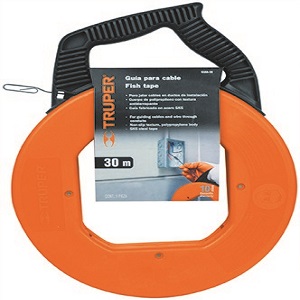 TRUPER
Guía para cable
Fish tape
• Para jalar cables en ductos de instalación
• Cuerpo de polipropileno con textura
antiderrapante
• Guía fabricada en acero SAE
• For guiding cables and wire through
conduits
• Non-slip texture, polypropylene body
• SAE steel tape
30 m